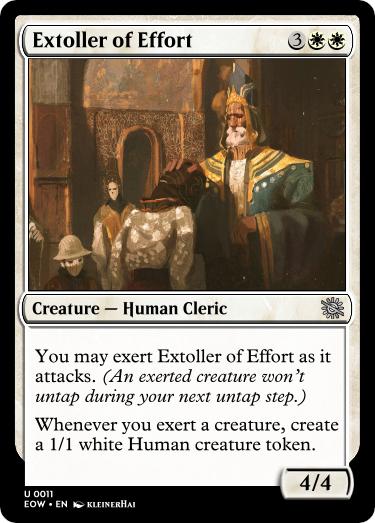 Extoller of Effort 3
Creature — Human Cleric
You may exert Extoller of Effort as it
attacks. (An exerted creature won't
untap during your next untap step.)
Whenever you exert a creature, create
a 1/1 white Human creature token.
4/4
U 0011
EOW • EN KLEINERHAI